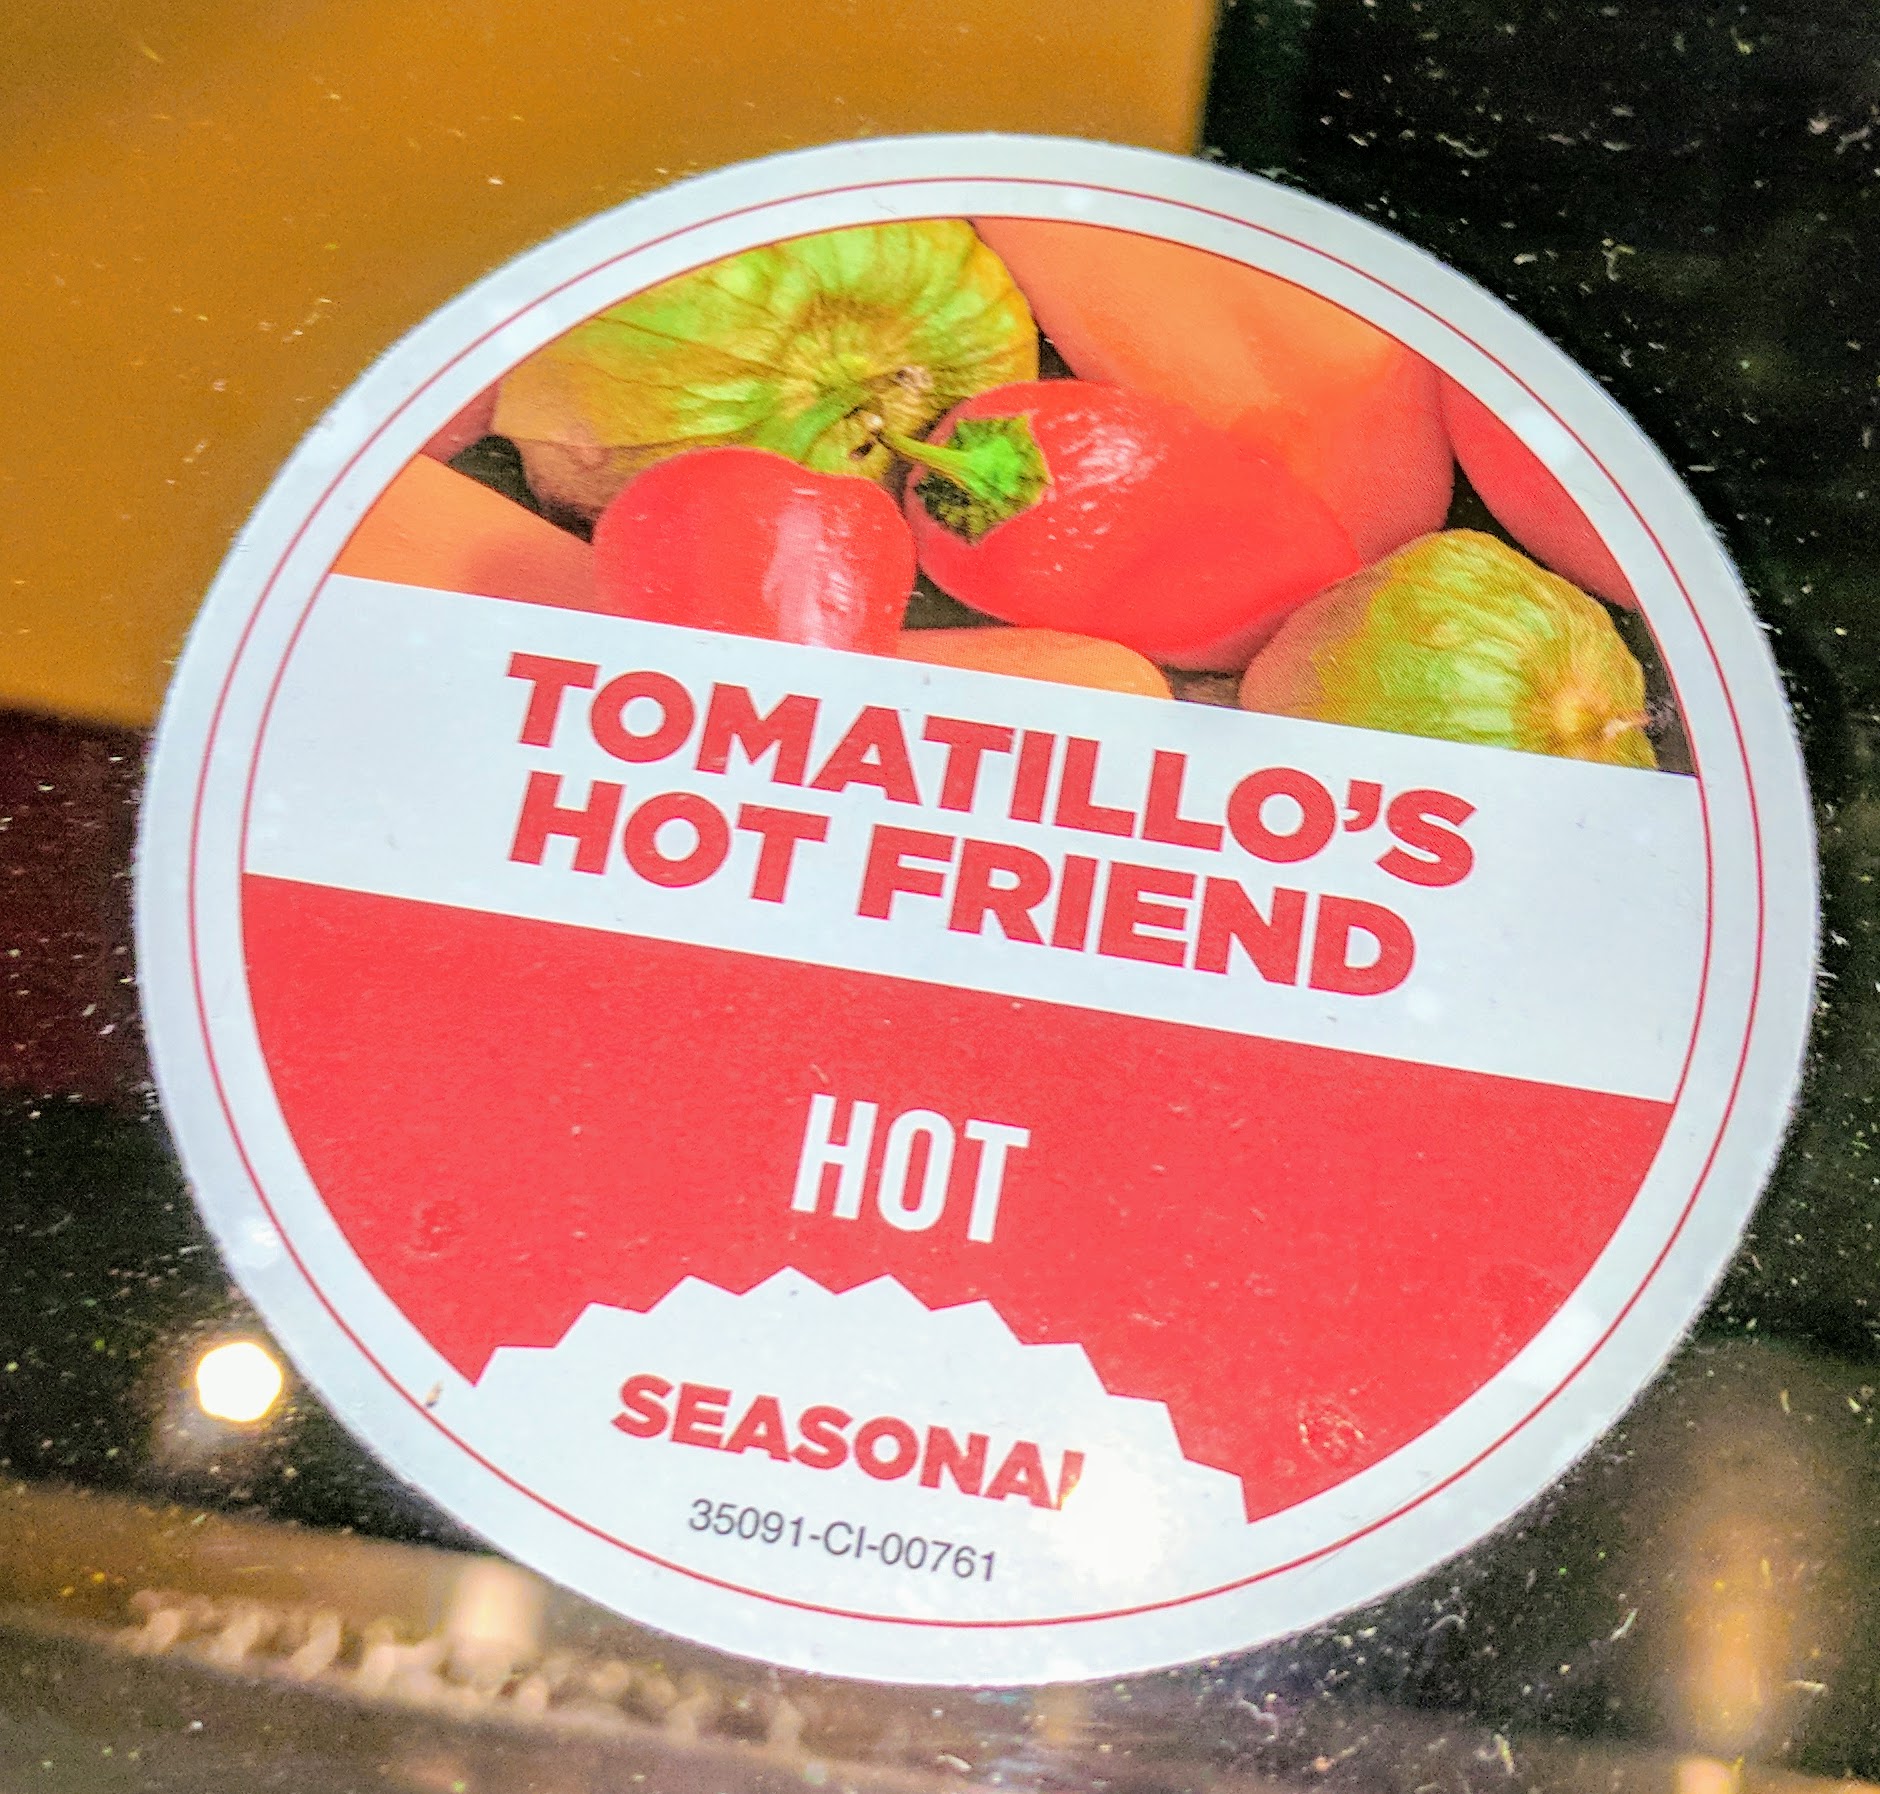 TOMATILLO'S
HOT FRIEND
HOT
SEASONAL
35091-CI-00761